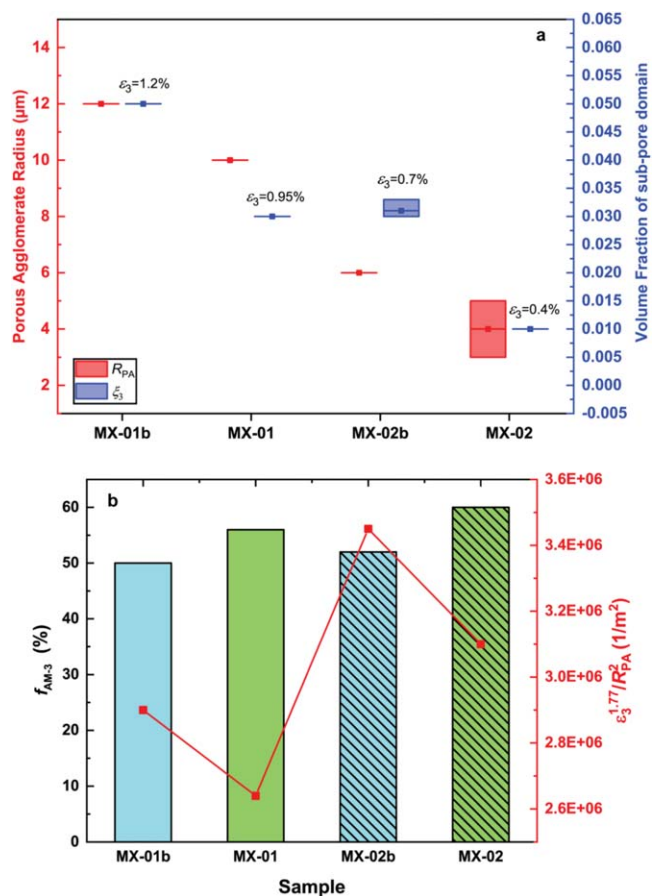 a
Porous Agglomerate Radius (μm)
14
12
10
8
6
4
2
ε₃=1.2%
ε₃=0.95%
ε₃=0.7%
ε₃=0.4%
R_PA
ξ₃
0.065
0.060
0.055
0.050
0.045
0.040
0.035
0.030
0.025
0.020
0.015
0.010
0.005
0.000
-0.005
Volume Fraction of sub-pore domain
MX-01b MX-01 MX-02b MX-02
b
f_AM-3 (%)
60
50
40
30
20
10
0
3.6E+06
3.4E+06
3.2E+06
3.0E+06
2.8E+06
2.6E+06
ε₃^1.77/R²_PA (1/m²)
MX-01b MX-01 MX-02b MX-02
Sample